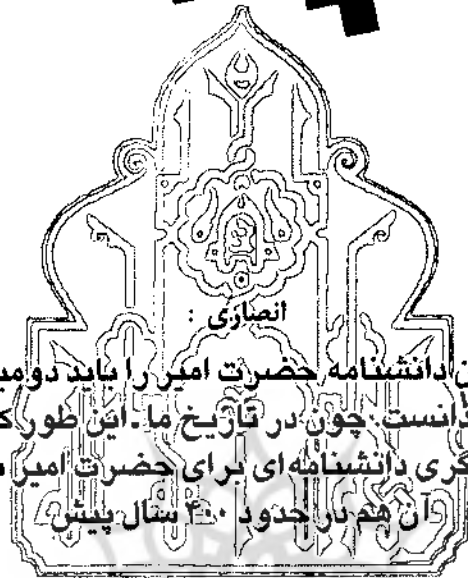 انصاری :
دانشنامه حضرت امیر را باید دومین
دانست. چون در تاریخ ما ـ این طور که
دیگری دانشنامه‌ای برای حضرت امیر
آن هم در حدود ۴۰۰ سال پیش